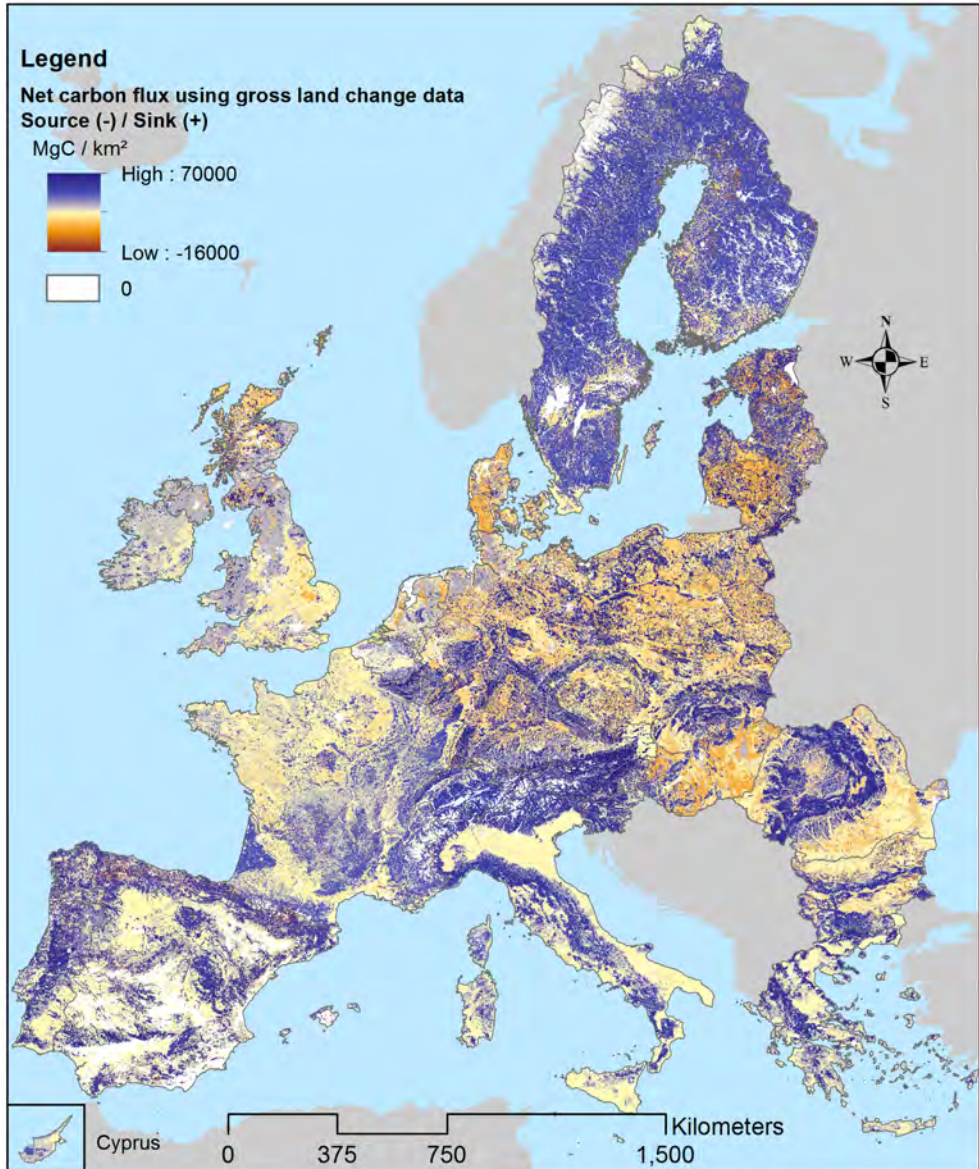 Legend
Net carbon flux using gross land change data
Source (-) / Sink (+)
MgC / km²
High : 70000
Low : -16000
0
N
W E
S
Cyprus
Kilometers
0 375 750 1,500